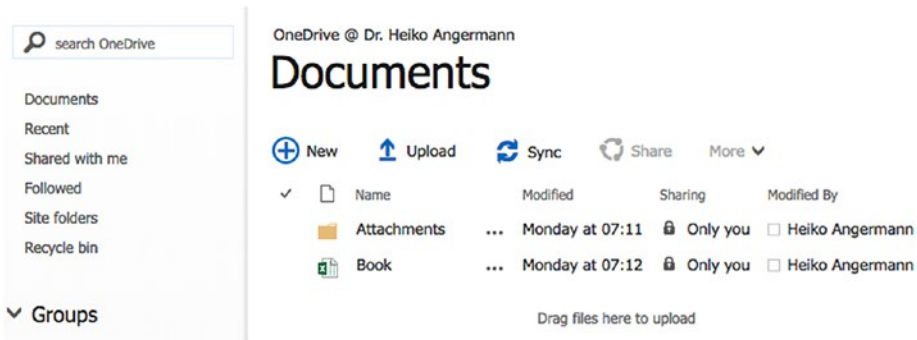 search OneDrive
Documents
Recent
Shared with me
Followed
Site folders
Recycle bin
Groups
OneDrive @ Dr. Heiko Angermann
Documents
New Upload Sync Share More
Name Modified Sharing Modified By
Attachments ... Monday at 07:11 Only you Heiko Angermann
Book ... Monday at 07:12 Only you Heiko Angermann
Drag files here to upload